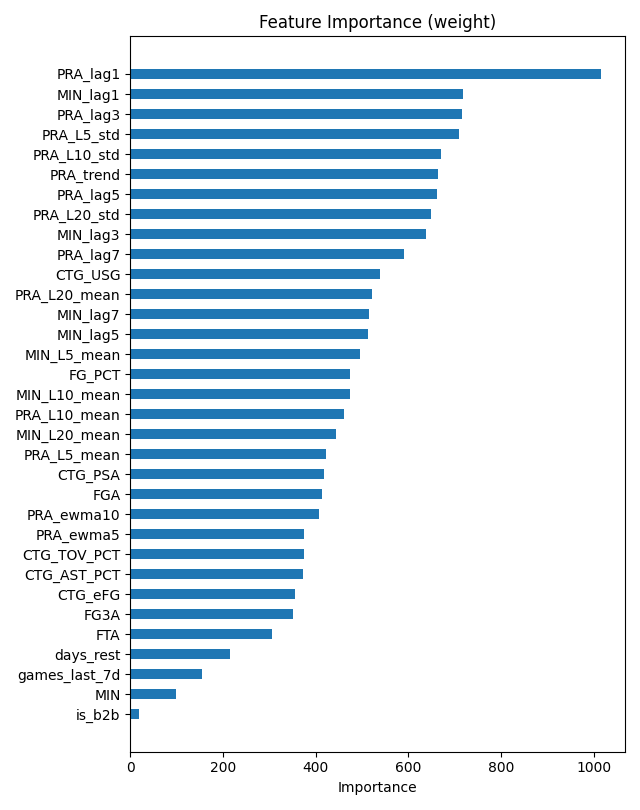 Feature Importance (weight)
PRA_lag1
MIN_lag1
PRA_lag3
PRA_L5_std
PRA_L10_std
PRA_trend
PRA_lag5
PRA_L20_std
MIN_lag3
PRA_lag7
CTG_USG
PRA_L20_mean
MIN_lag7
MIN_lag5
MIN_L5_mean
FG_PCT
MIN_L10_mean
PRA_L10_mean
MIN_L20_mean
PRA_L5_mean
CTG_PSA
FGA
PRA_ewma10
PRA_ewma5
CTG_TOV_PCT
CTG_AST_PCT
CTG_eFG
FG3A
FTA
days_rest
games_last_7d
MIN
is_b2b
0 200 400 600 800 1000
Importance